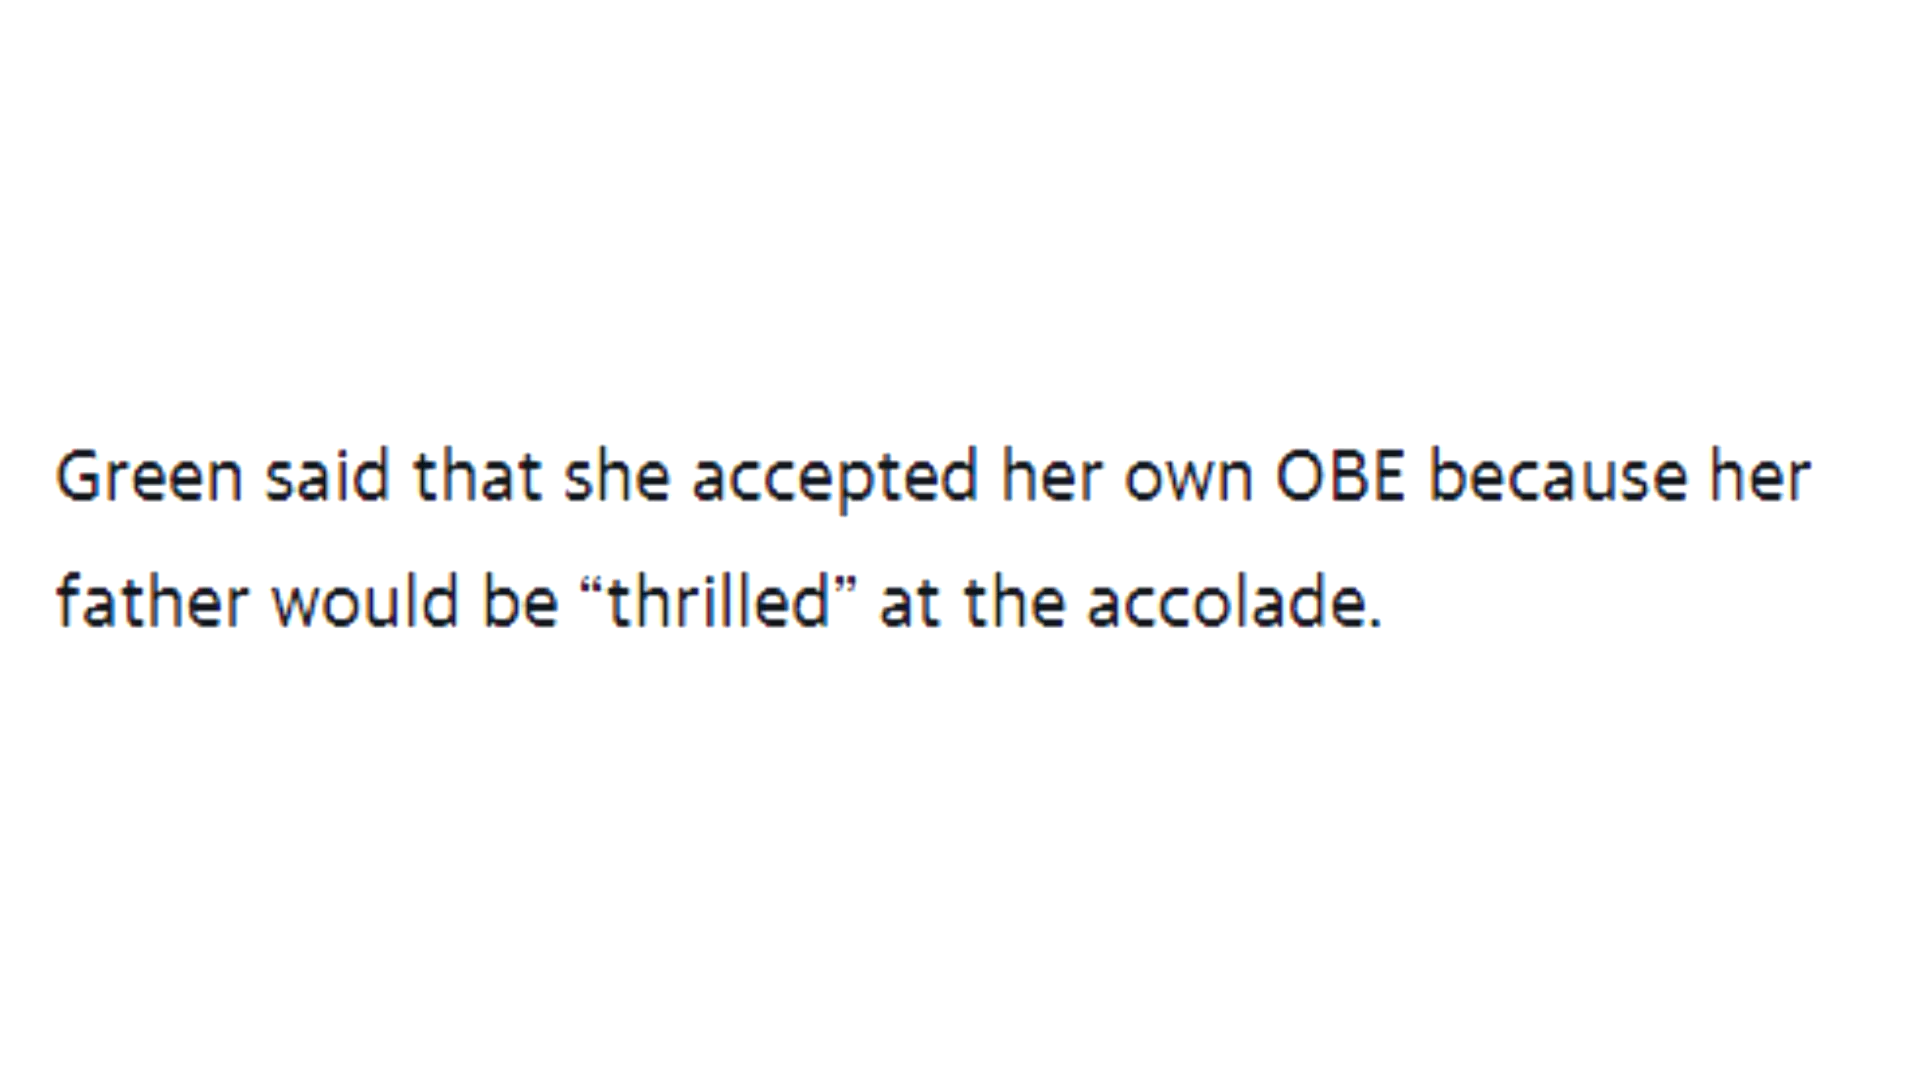 Green said that she accepted her own OBE because her
father would be “thrilled” at the accolade.